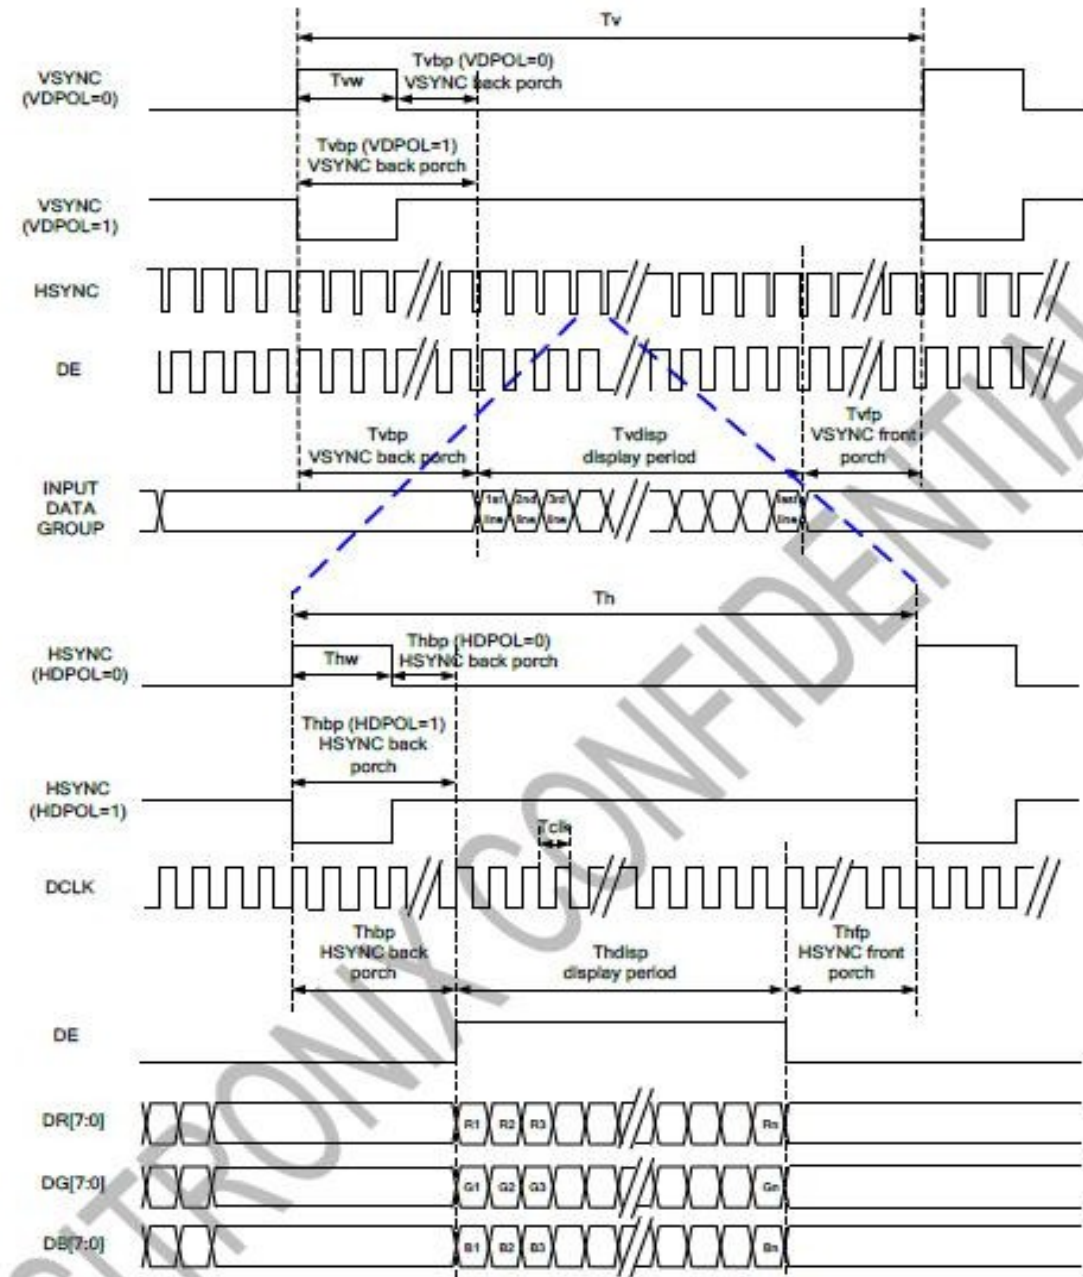 Tv
VSYNC
(VDPOL=0)
Tvw
Tvbp (VDPOL=0)
VSYNC back porch
Tvbp (VDPOL=1)
VSYNC back porch
VSYNC
(VDPOL=1)
HSYNC
DE
Tvbp
VSYNC back porch
Tvdisp
display period
Tvfp
VSYNC front
porch
INPUT
DATA
GROUP
1st
line
2nd
line
3rd
line
last
line
Th
HSYNC
(HDPOL=0)
Thw
Thbp (HDPOL=0)
HSYNC back porch
Thbp (HDPOL=1)
HSYNC back
porch
HSYNC
(HDPOL=1)
Tclk
DCLK
Thbp
HSYNC back
porch
Thdisp
display period
Thfp
HSYNC front
porch
DE
DR[7:0]
R1 R2 R3 Rn
DG[7:0]
G1 G2 G3 Gn
DB[7:0]
B1 B2 B3 Bn
SITRONIX CONFIDENTIAL